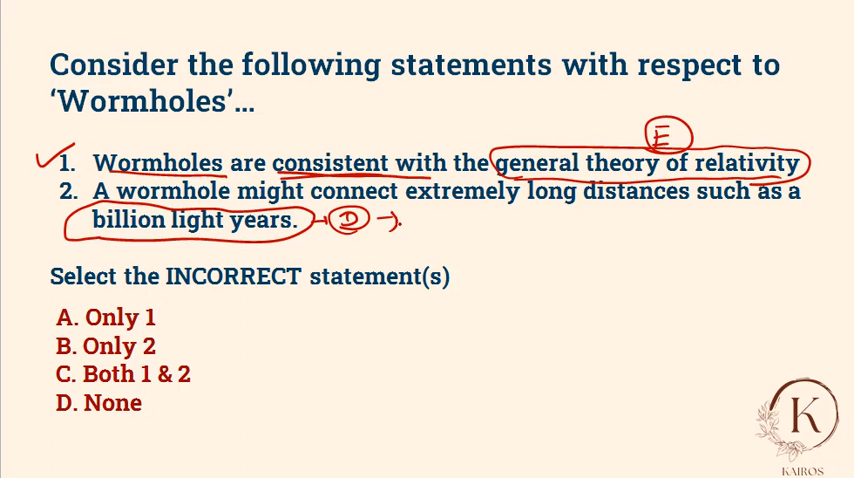 Consider the following statements with respect to
‘Wormholes’...
E
1. Wormholes are consistent with the general theory of relativity
2. A wormhole might connect extremely long distances such as a
billion light years. D
Select the INCORRECT statement(s)
A. Only 1
B. Only 2
C. Both 1 & 2
D. None
K
KAIROS